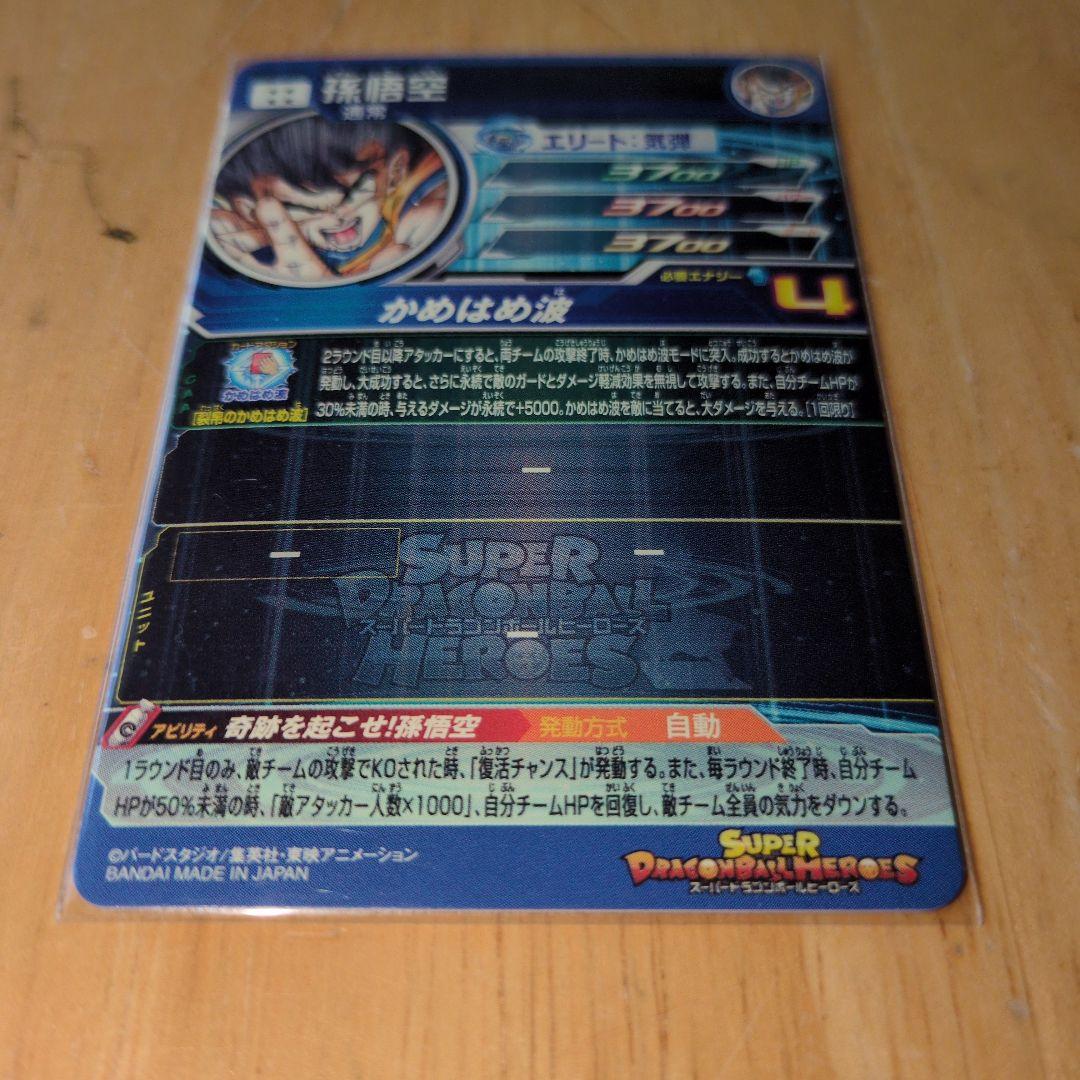 孫悟空
通常
エリート:気弾
HP
3700
3700
3700
必要エナジー 4
かめはめ波
カードアクション
かめはめ波
[裂帛のかめはめ波]
2ラウンド目以降アタッカーにすると、両チームの攻撃終了時、かめはめ波モードに突入。成功するとかめはめ波が
発動し、大成功すると、さらに永続で敵のガードとダメージ軽減効果を無視して攻撃する。また、自分チームHPが
30%未満の時、与えるダメージが永続で+5000。かめはめ波を敵に当てると、大ダメージを与える。[1回限り]
ー
ユニット
ー
ー
ー
SUPER
DRAGONBALL
スーパードラゴンボールヒーローズ
HEROES
アビリティ 奇跡を起こせ!孫悟空 発動方式 自動
1ラウンド目のみ、敵チームの攻撃でKOされた時、「復活チャンス」が発動する。また、毎ラウンド終了時、自分チーム
HPが50%未満の時、「敵アタッカー人数×1000」、自分チームHPを回復し、敵チーム全員の気力をダウンする。
©バードスタジオ/集英社・東映アニメーション
BANDAI MADE IN JAPAN
SUPER
DRAGONBALL HEROES
スーパードラゴンボールヒーローズ